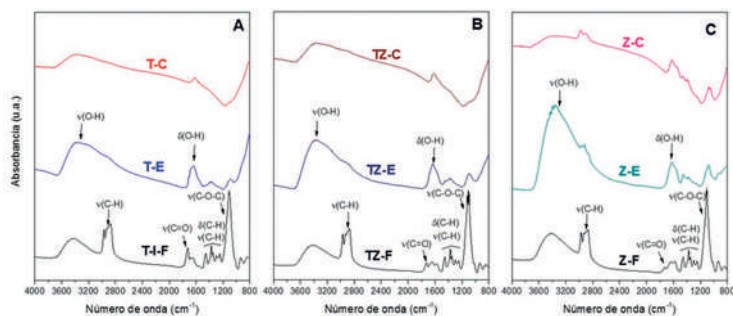 Absorbancia (u.a.)
A
T-C
ν(O-H)
δ(O-H)
T-E
ν(C-O-C)
ν(C-H)
δ(C-H)
ν(C-H)
ν(C=O)
T-I-F
4000 3600 3200 2800 2400 2000 1600 1200 800
Número de onda (cm⁻¹)
B
TZ-C
ν(O-H)
δ(O-H)
TZ-E
ν(C-O-C)
ν(C-H)
δ(C-H)
ν(C-H)
ν(C=O)
TZ-F
4000 3600 3200 2800 2400 2000 1600 1200 800
Número de onda (cm⁻¹)
C
Z-C
ν(O-H)
δ(O-H)
Z-E
ν(C-O-C)
ν(C-H)
δ(C-H)
ν(C-H)
ν(C=O)
Z-F
4000 3600 3200 2800 2400 2000 1600 1200 800
Número de onda (cm⁻¹)